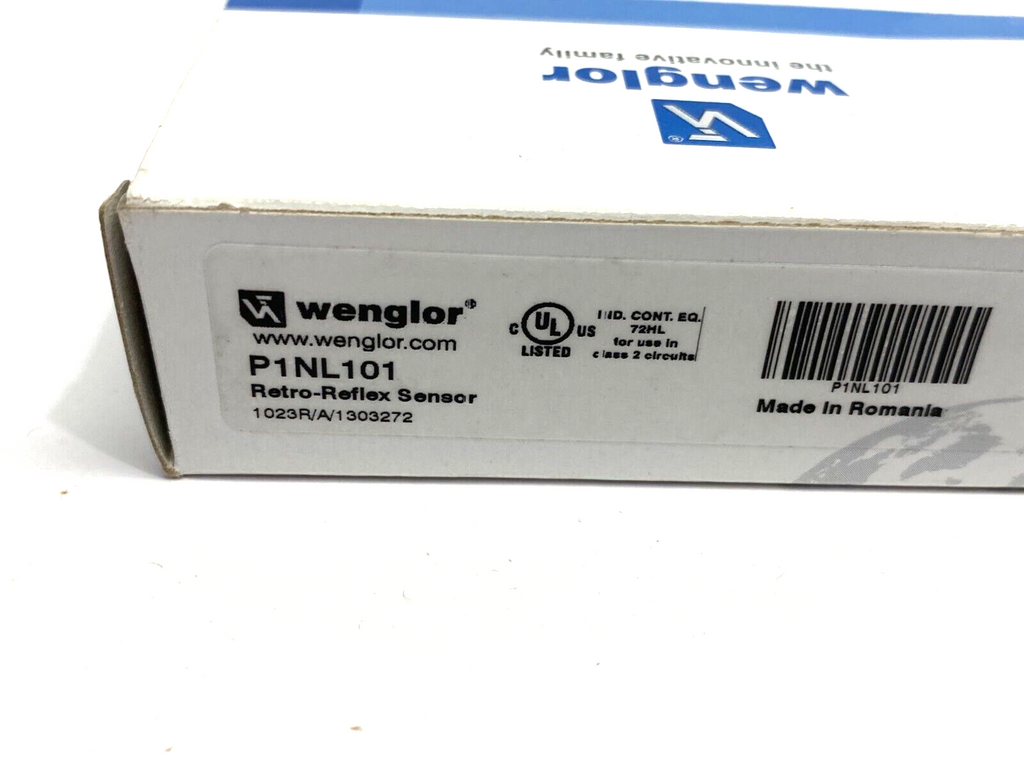 the innovative family
wenglor
®
wenglor®
www.wenglor.com
P1NL101
Retro-Reflex Sensor
1023R/A/1303272
C UL US
LISTED
IND. CONT. EQ.
72HL
for use in
class 2 circuits
P1NL101
Made in Romania